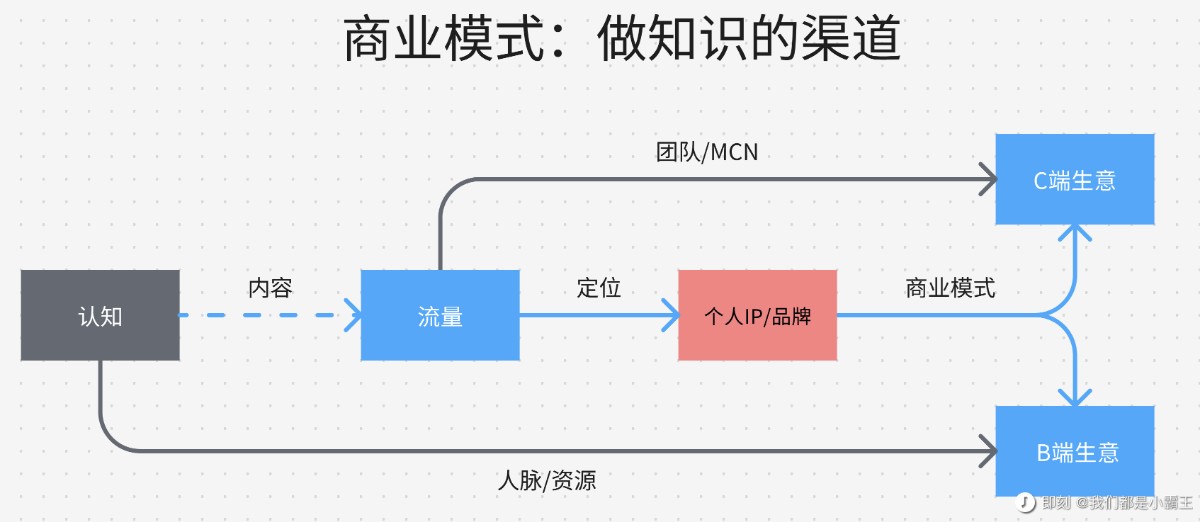 商业模式：做知识的渠道
团队/MCN
C端生意
认知
内容
流量
定位
个人IP/品牌
商业模式
人脉/资源
B端生意
即刻 @我们都是小霸王